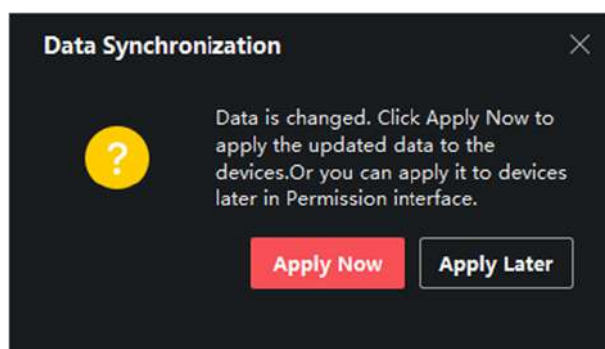 Data Synchronization
Data is changed. Click Apply Now to
apply the updated data to the
devices.Or you can apply it to devices
later in Permission interface.
Apply Now
Apply Later